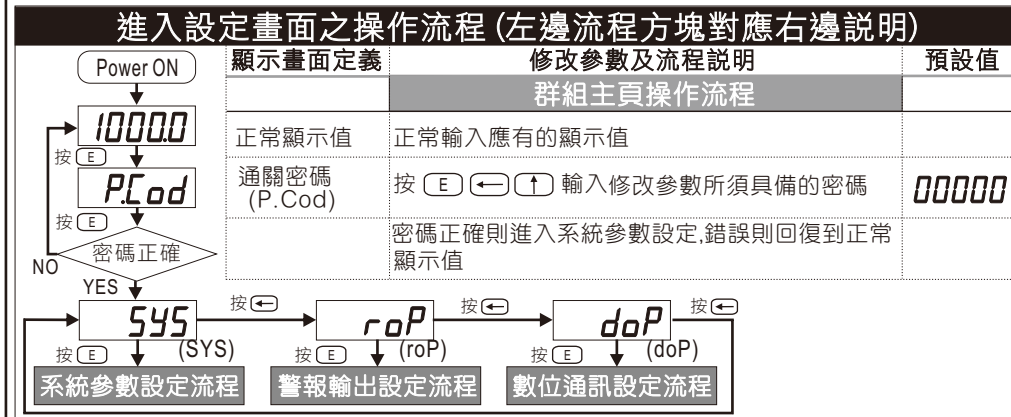 進入設定畫面之操作流程 (左邊流程方塊對應右邊説明)
Power ON
顯示畫面定義 修改參數及流程説明 預設值
群組主頁操作流程
1000.0
正常顯示值 正常輸入應有的顯示值
按 E
P.Cod
通關密碼
(P.Cod)
按 E ← ↑ 輸入修改參數所須具備的密碼 00000
按 E
密碼正確
NO
YES
密碼正確則進入系統參數設定,錯誤則回復到正常
顯示值
SYS 按 ← roP 按 ← doP 按 ←
(SYS) (roP) (doP)
按 E 按 E 按 E
系統參數設定流程 警報輸出設定流程 數位通訊設定流程